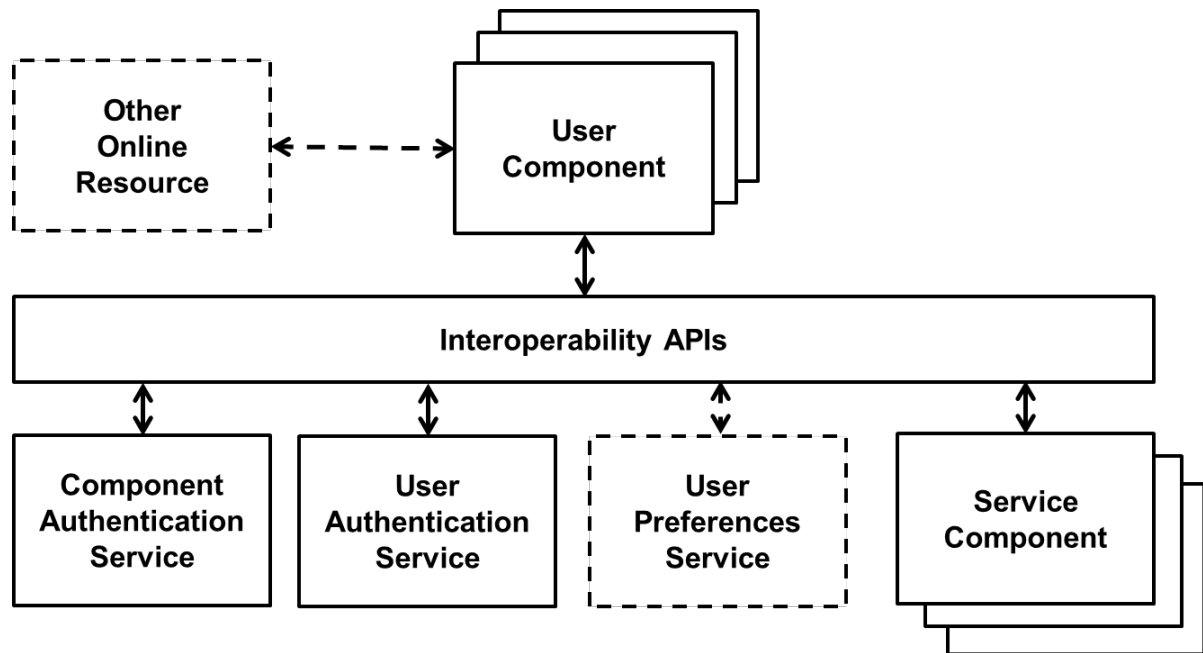 Other
Online
Resource
User
Component
Interoperability APIs
Component
Authentication
Service
User
Authentication
Service
User
Preferences
Service
Service
Component